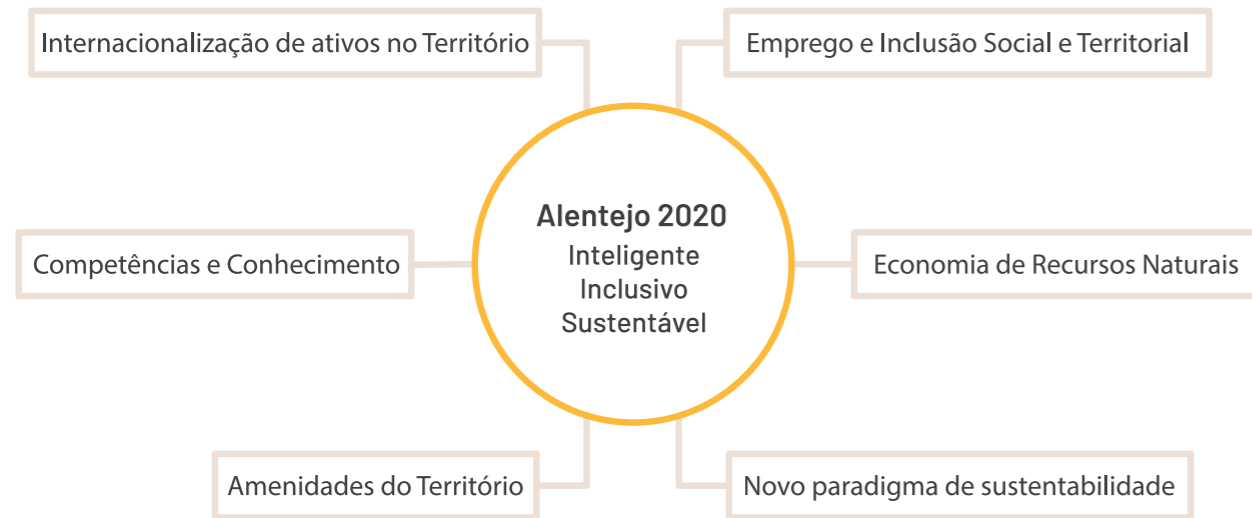 Internacionalização de ativos no Território
Emprego e Inclusão Social e Territorial
Alentejo 2020
Inteligente
Inclusivo
Sustentável
Competências e Conhecimento
Economia de Recursos Naturais
Amenidades do Território
Novo paradigma de sustentabilidade